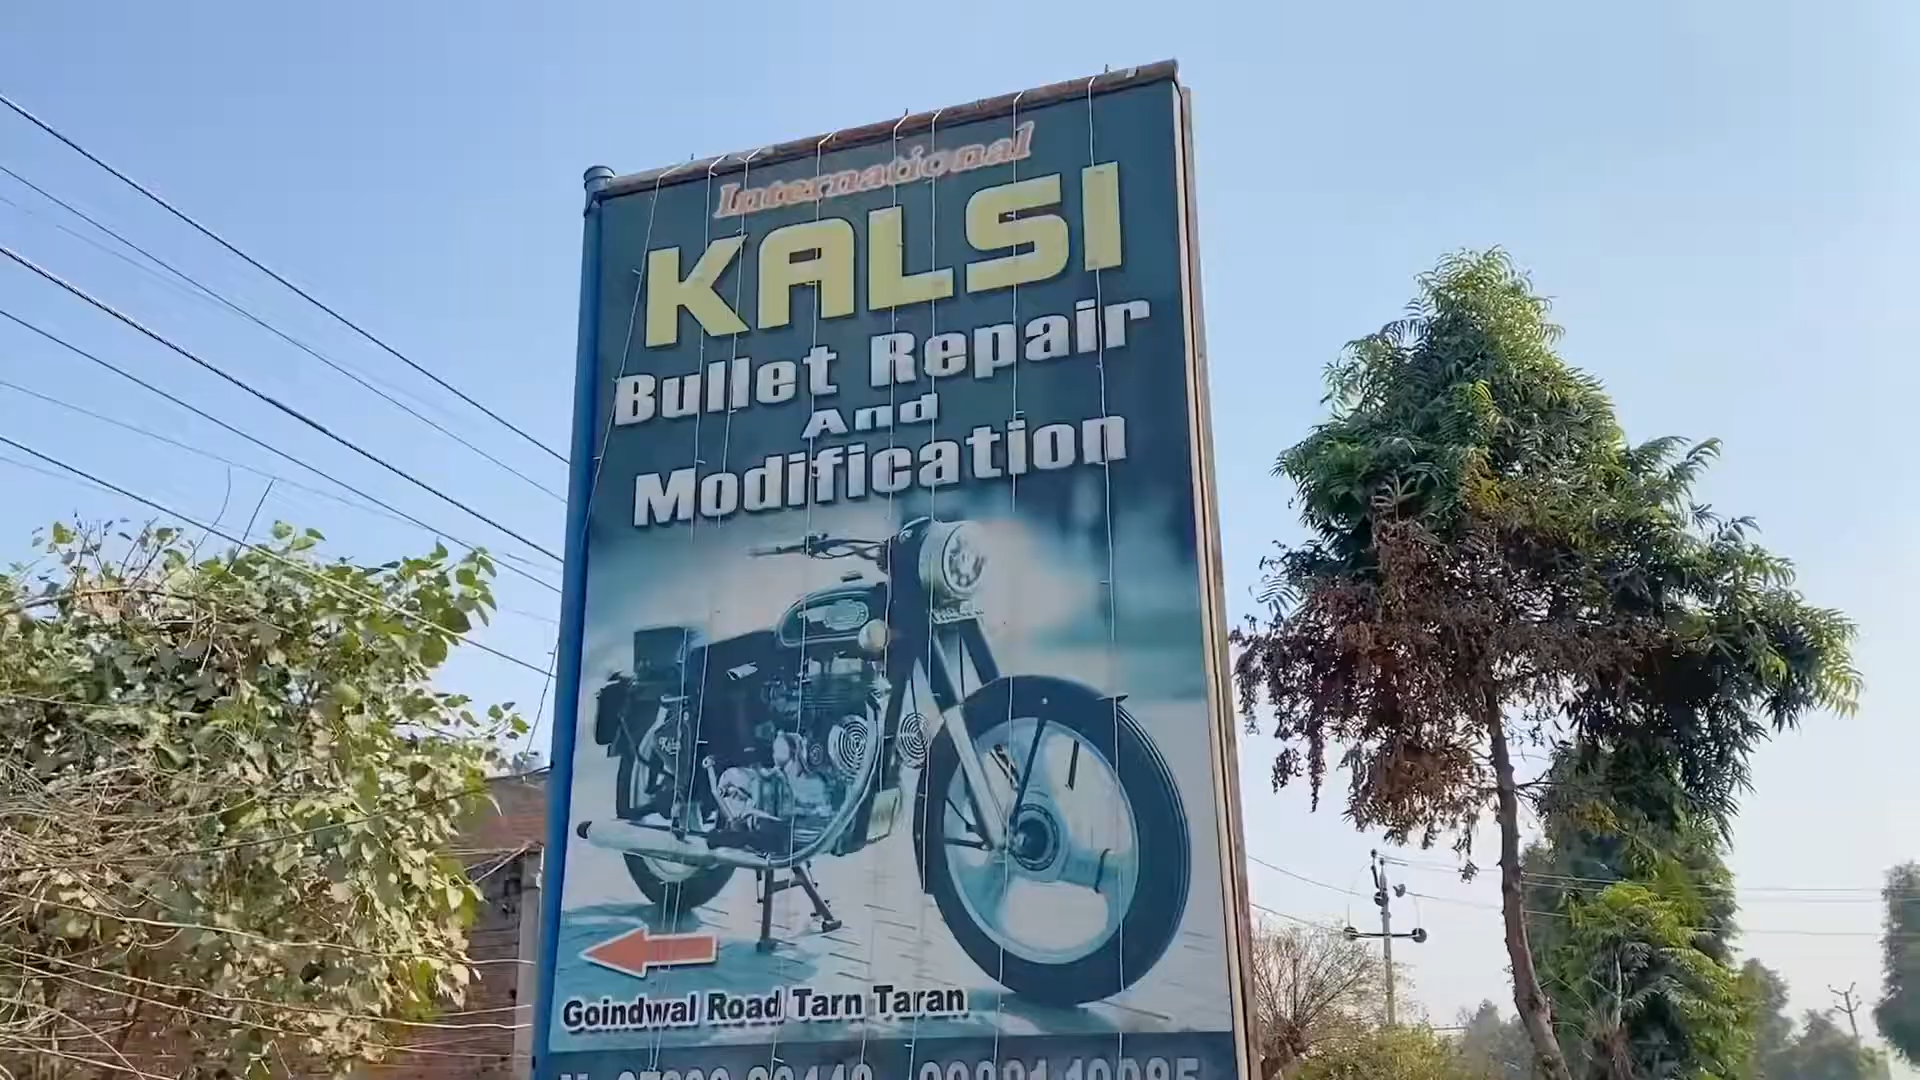 International
KALSI
Bullet Repair
And
Modification
Goindwal Road Tarn Taran